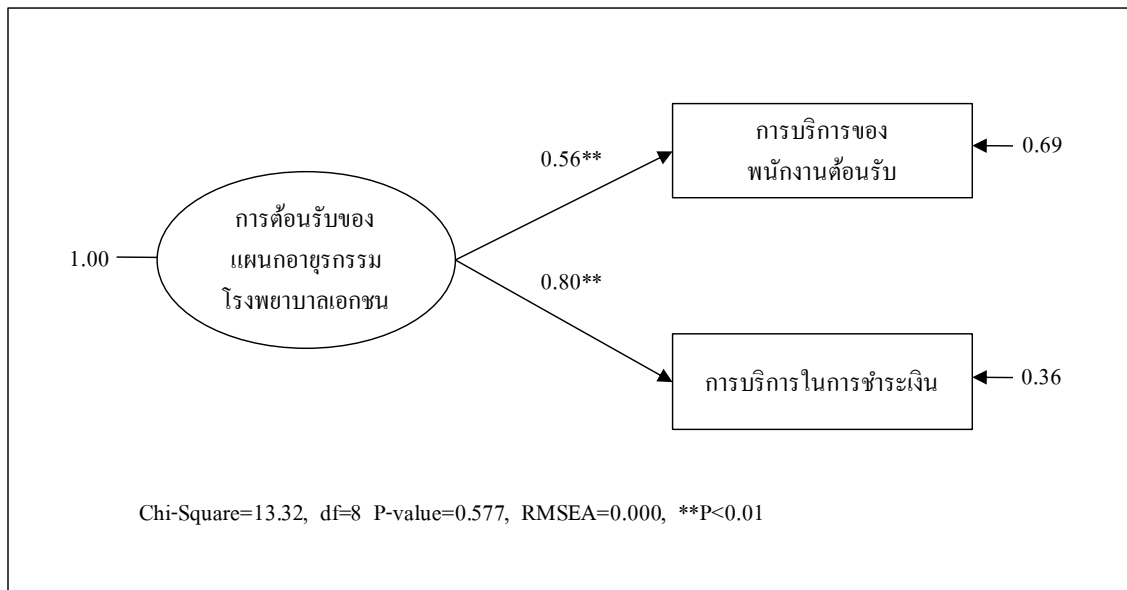 การบริการของ
พนักงานต้อนรับ
0.69
0.56**
การต้อนรับของ
แผนกอายุรกรรม
โรงพยาบาลเอกชน
1.00
0.80**
การบริการในการชำระเงิน
0.36
Chi-Square=13.32, df=8 P-value=0.577, RMSEA=0.000, **P<0.01